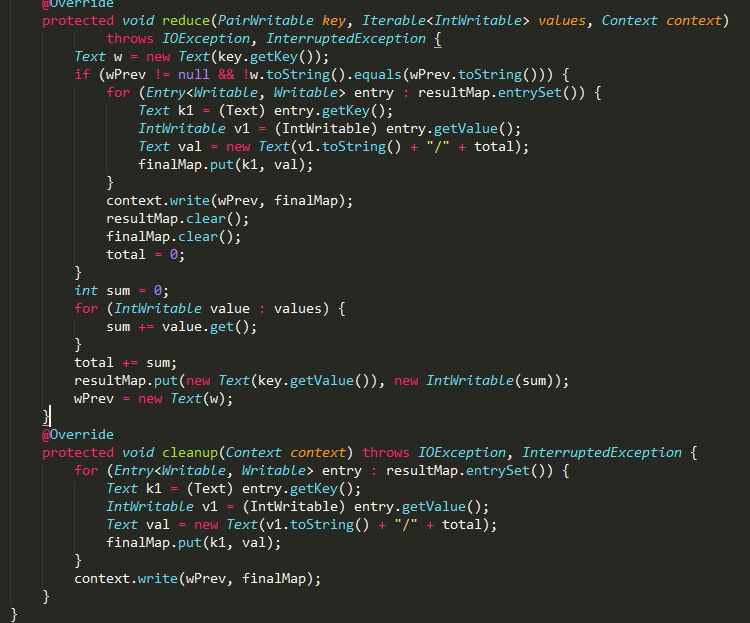 @Override
protected void reduce(PairWritable key, Iterable<IntWritable> values, Context context)
throws IOException, InterruptedException {
Text w = new Text(key.getKey());
if (wPrev != null && !w.toString().equals(wPrev.toString())) {
for (Entry<Writable, Writable> entry : resultMap.entrySet()) {
Text k1 = (Text) entry.getKey();
IntWritable v1 = (IntWritable) entry.getValue();
Text val = new Text(v1.toString() + "/" + total);
finalMap.put(k1, val);
}
context.write(wPrev, finalMap);
resultMap.clear();
finalMap.clear();
total = 0;
}
int sum = 0;
for (IntWritable value : values) {
sum += value.get();
}
total += sum;
resultMap.put(new Text(key.getValue()), new IntWritable(sum));
wPrev = new Text(w);
}
@Override
protected void cleanup(Context context) throws IOException, InterruptedException {
for (Entry<Writable, Writable> entry : resultMap.entrySet()) {
Text k1 = (Text) entry.getKey();
IntWritable v1 = (IntWritable) entry.getValue();
Text val = new Text(v1.toString() + "/" + total);
finalMap.put(k1, val);
}
context.write(wPrev, finalMap);
}
}